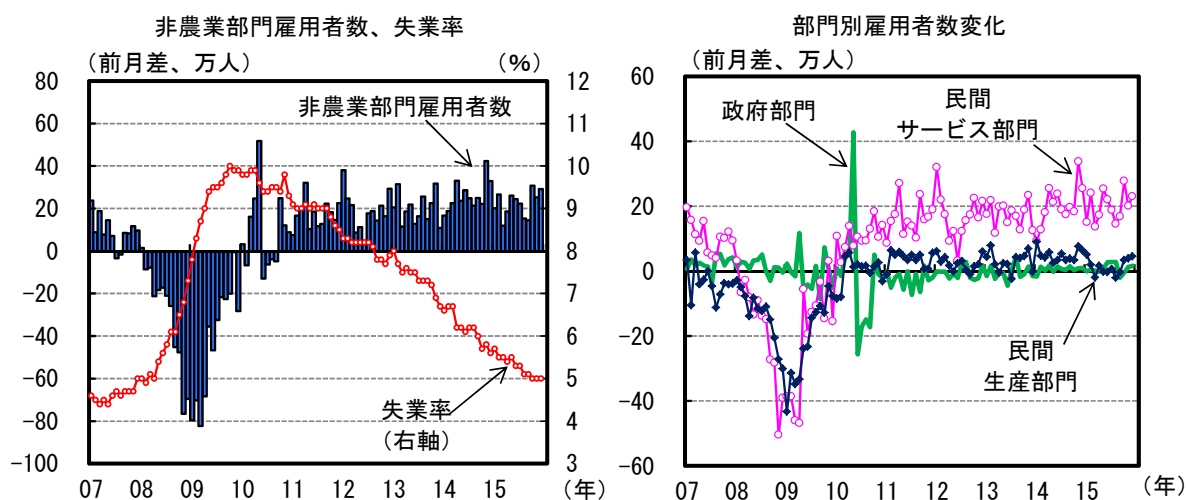 非農業部門雇用者数、失業率
（前月差、万人）
（%）
80
60
40
20
0
-20
-40
-60
-80
-100
12
11
10
9
8
7
6
5
4
3
非農業部門雇用者数
失業率
（右軸）
07 08 09 10 11 12 13 14 15
（年）
部門別雇用者数変化
（前月差、万人）
60
40
20
0
-20
-40
-60
政府部門
民間
サービス部門
民間
生産部門
07 08 09 10 11 12 13 14 15
（年）